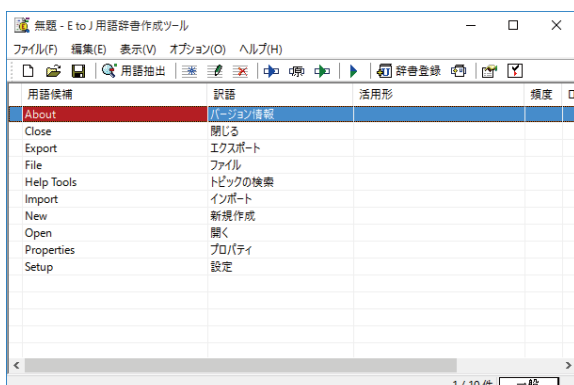 無題 - E to J 用語辞書作成ツール
ファイル(F) 編集(E) 表示(V) オプション(O) ヘルプ(H)
用語抽出 辞書登録
用語候補 訳語 活用形 頻度
About バージョン情報
Close 閉じる
Export エクスポート
File ファイル
Help Tools トピックの検索
Import インポート
New 新規作成
Open 開く
Properties プロパティ
Setup 設定